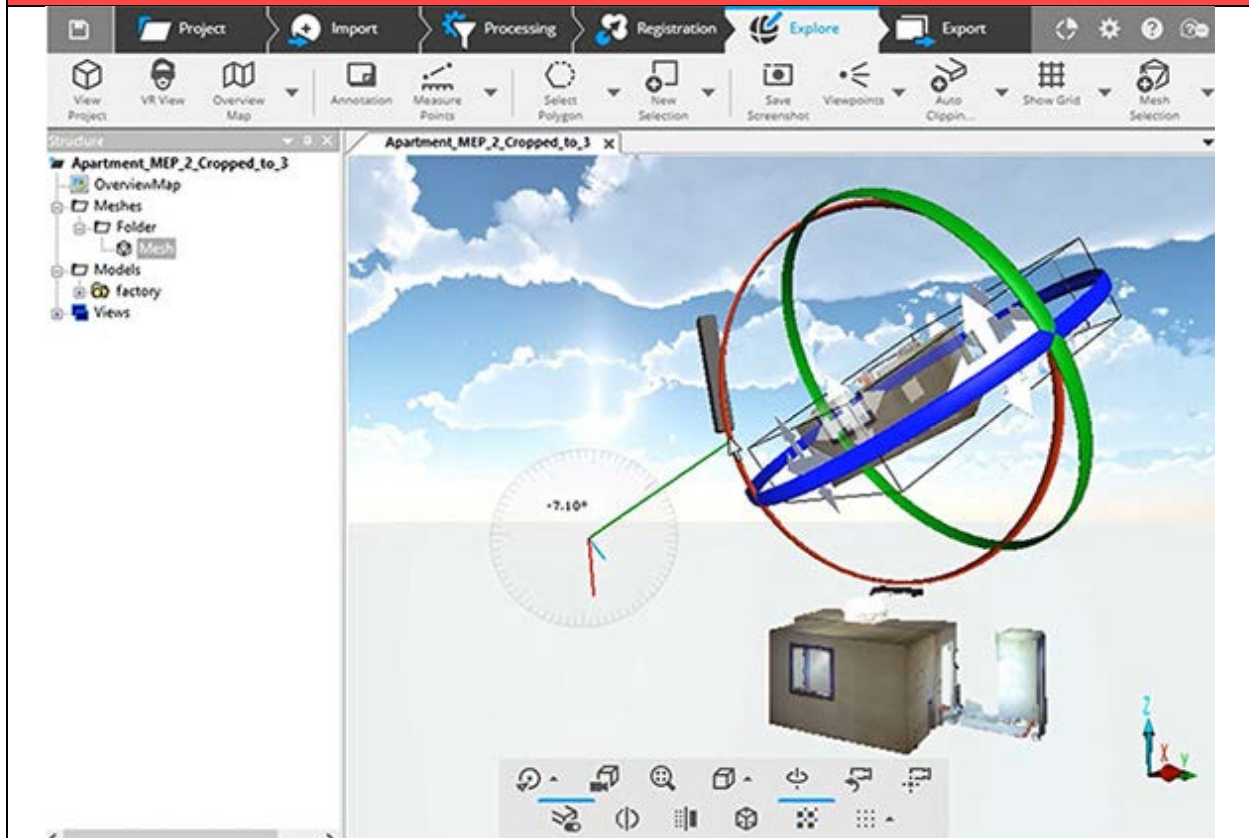 Project Import Processing Registration Explore Export
View Project
VR View
Overview Map
Annotation
Measure Points
Select Polygon
New Selection
Save Screenshot
Viewpoints
Auto Clippin...
Show Grid
Mesh Selection
Structure
Apartment_MEP_2_Cropped_to_3
Apartment_MEP_2_Cropped_to_3
OverviewMap
Meshes
Folder
Mesh
Models
factory
Views
-7.10°
Z
X
Y